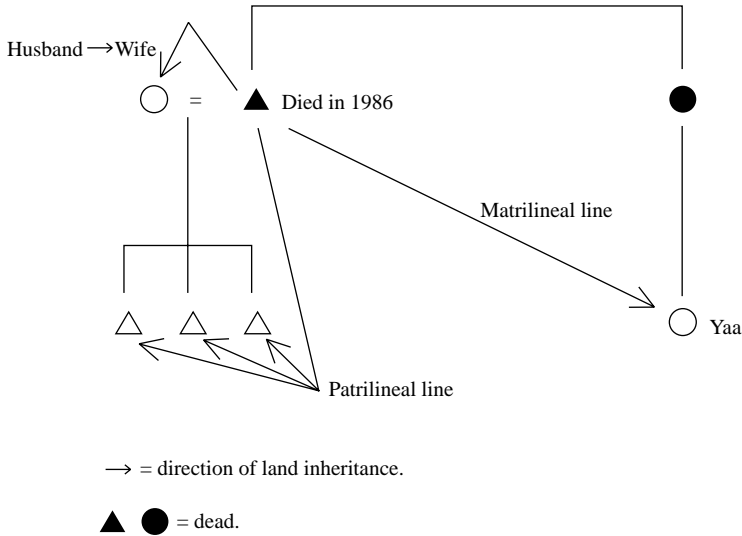 Husband → Wife
= Died in 1986
Matrilineal line
Yaa
Patrilineal line
→ = direction of land inheritance.
= dead.